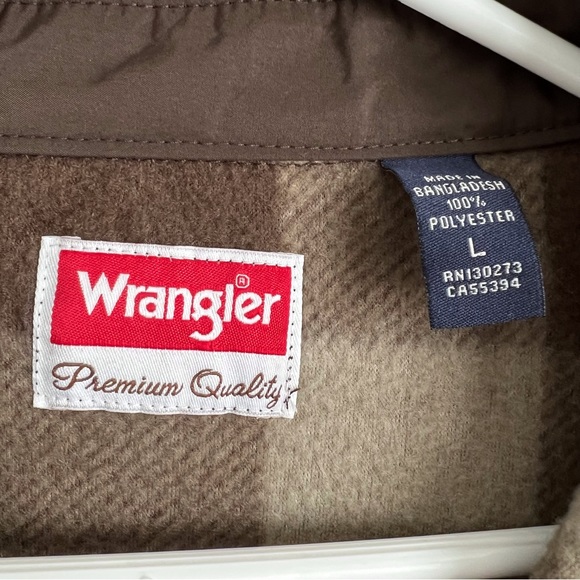 Wrangler®
Premium Quality
MADE IN
BANGLADESH
100%
POLYESTER
L
RN130273
CA55394